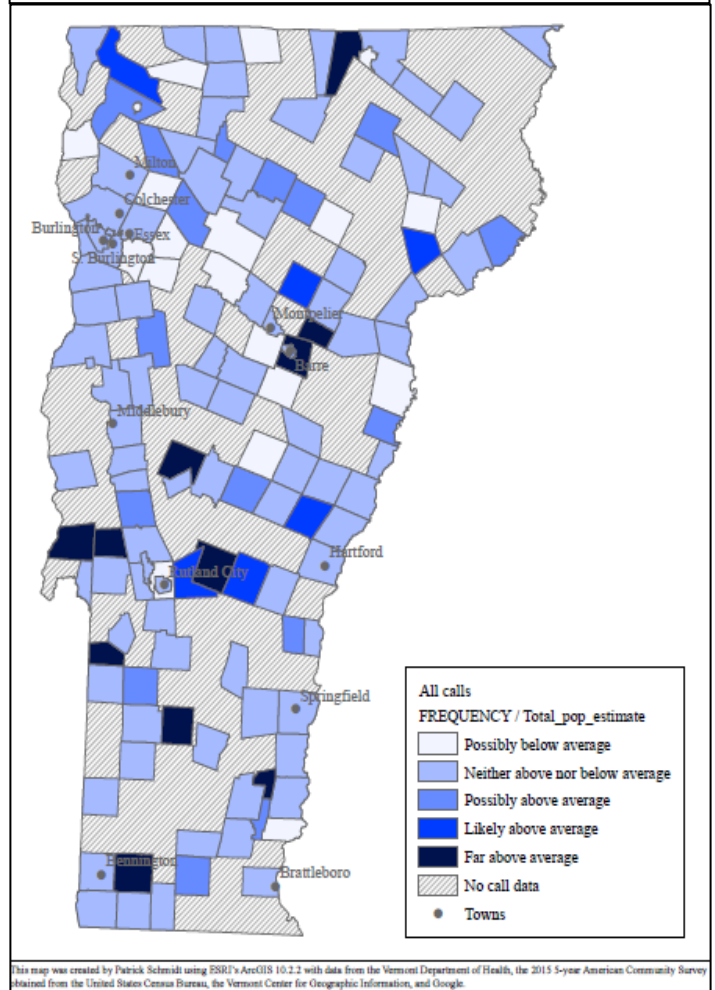 Milton
Colchester
Burlington
Essex
S. Burlington
Montpelier
Barre
Middlebury
Hartford
Rutland City
Springfield
Bennington
Brattleboro
All calls
FREQUENCY / Total_pop_estimate
Possibly below average
Neither above nor below average
Possibly above average
Likely above average
Far above average
No call data
Towns
This map was created by Patrick Schmidt using ESRI's ArcGIS 10.2.2 with data from the Vermont Department of Health, the 2015 5-year American Community Survey
obtained from the United States Census Bureau, the Vermont Center for Geographic Information, and Google.